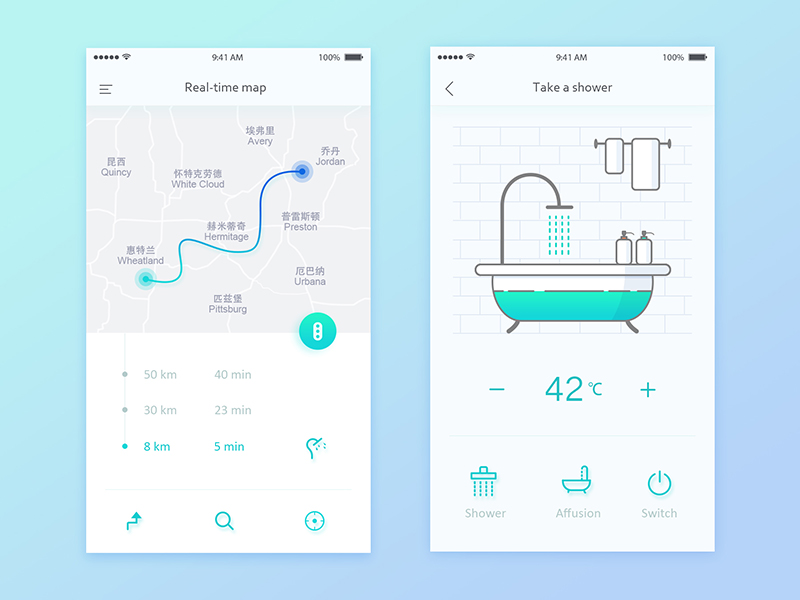 9:41 AM
100%
Real-time map
埃弗里
Avery
乔丹
Jordan
昆西
Quincy
怀特克劳德
White Cloud
普雷斯顿
Preston
赫米蒂奇
Hermitage
惠特兰
Wheatland
厄巴纳
Urbana
匹兹堡
Pittsburg
50 km 40 min
30 km 23 min
8 km 5 min
9:41 AM
100%
Take a shower
42 ℃
Shower Affusion Switch